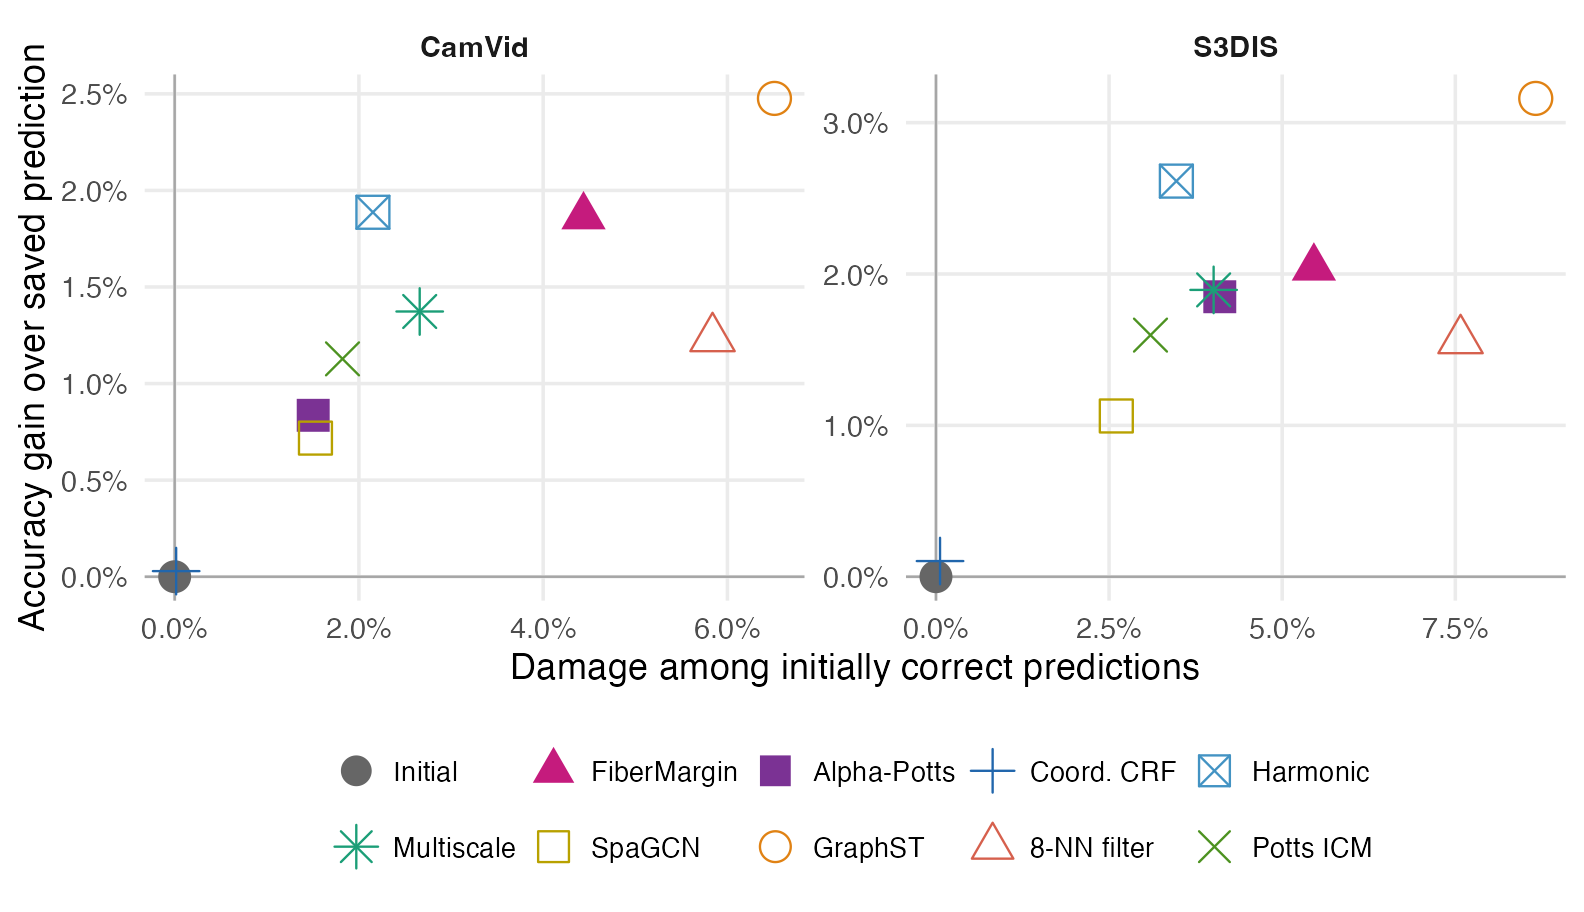 CamVid
S3DIS
Accuracy gain over saved prediction
2.5%
2.0%
1.5%
1.0%
0.5%
0.0%
3.0%
2.0%
1.0%
0.0%
0.0% 2.0% 4.0% 6.0%
0.0% 2.5% 5.0% 7.5%
Damage among initially correct predictions
Initial FiberMargin Alpha-Potts Coord. CRF Harmonic
Multiscale SpaGCN GraphST 8-NN filter Potts ICM